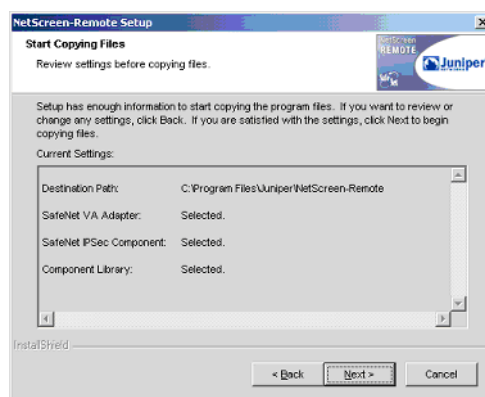 NetScreen-Remote Setup
Start Copying Files
Review settings before copying files.
NetScreen
REMOTE
Juniper
Setup has enough information to start copying the program files. If you want to review or
change any settings, click Back. If you are satisfied with the settings, click Next to begin
copying files.
Current Settings:
Destination Path: C:\Program Files\Juniper\NetScreen-Remote
SafeNet VA Adapter: Selected.
SafeNet IPSec Component: Selected.
Component Library: Selected.
InstallShield
< Back Next > Cancel